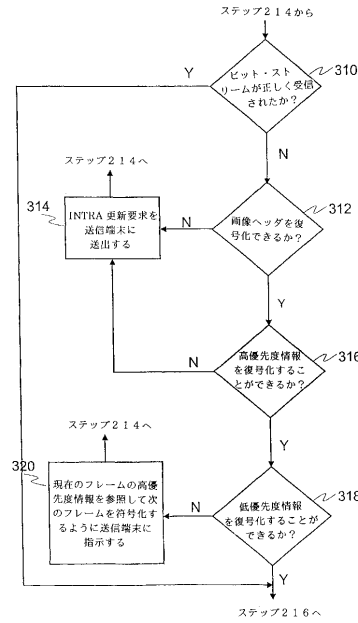 ステップ214から
310
ビット・スト
リームが正しく受信
されたか?
Y
N
ステップ214へ
314
INTRA 更新要求を
送信端末に
送出する
N
312
画像ヘッダを復
号化できるか?
Y
N
316
高優先度情報
を復号化するこ
とができるか?
Y
ステップ214へ
320
現在のフレームの高優
先度情報を参照して次
のフレームを符号化す
るように送信端末に
指示する
N
318
低優先度情報
を復号化することが
できるか?
Y
ステップ216へ